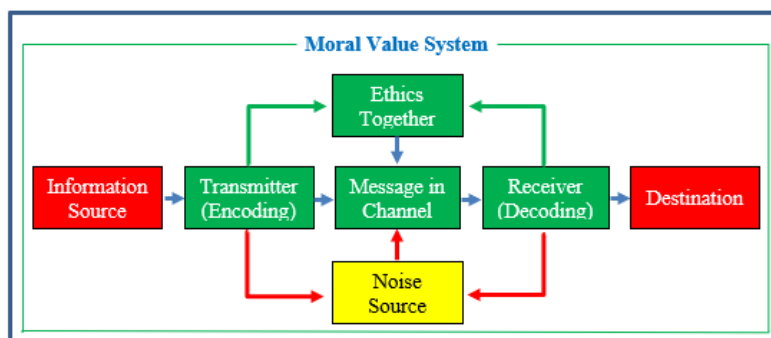 Moral Value System
Ethics
Together
Information
Source
Transmitter
(Encoding)
Message in
Channel
Receiver
(Decoding)
Destination
Noise
Source